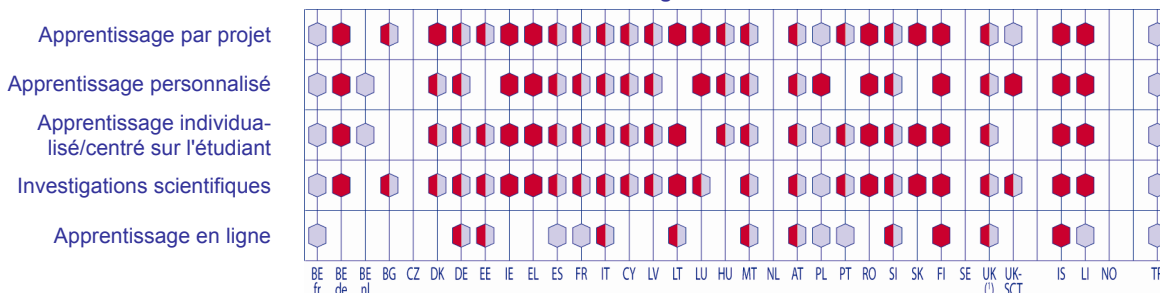 Apprentissage par projet
Apprentissage personnalisé
Apprentissage individua-
lisé/centré sur l'étudiant
Investigations scientifiques
Apprentissage en ligne
BE BE BE BG CZ DK DE EE IE EL ES FR IT CY LV LT LU HU MT NL AT PL PT RO SI SK FI SE UK UK- IS LI NO TR
fr de nl (¹) SCT